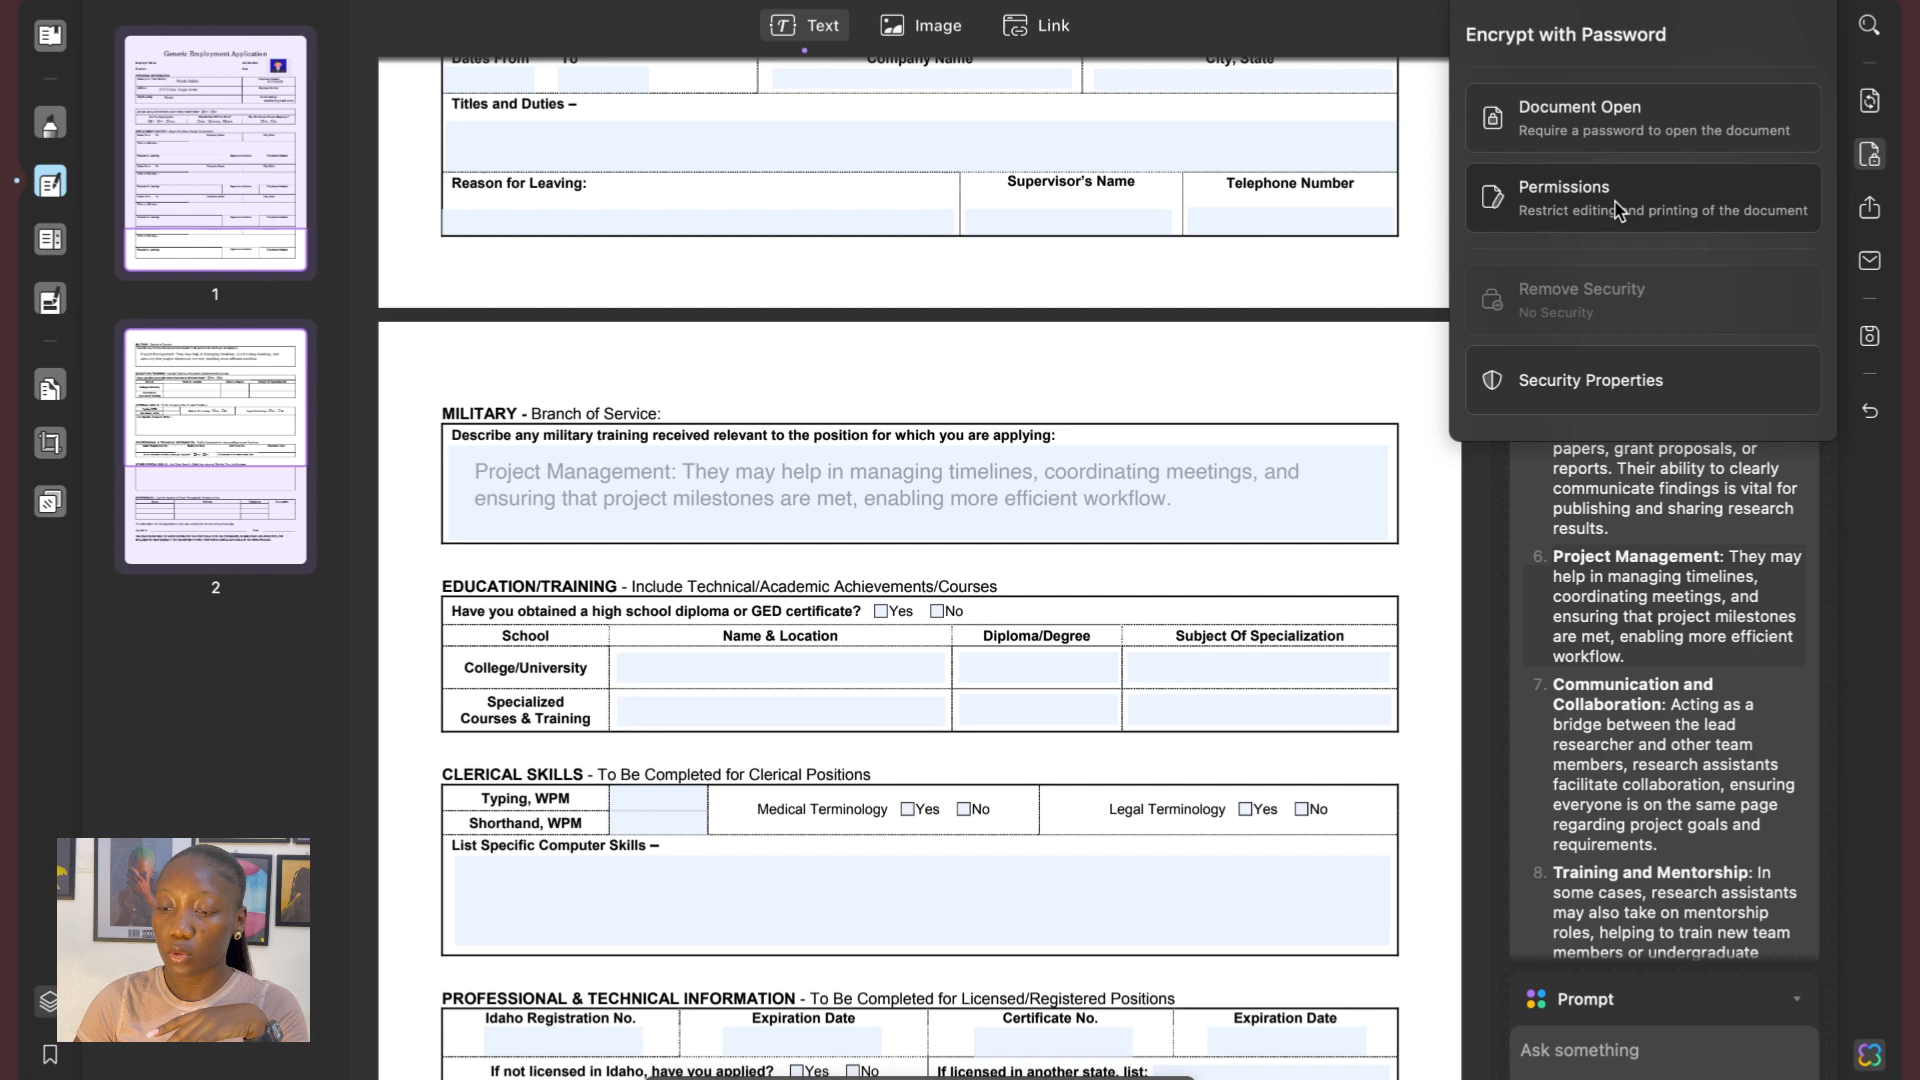 Text
Image
Link
Encrypt with Password
Document Open
Require a password to open the document
Permissions
Restrict editing and printing of the document
Remove Security
No Security
Security Properties
Generic Employment Application
1
2
Dates From To Company Name City, State
Titles and Duties –
Reason for Leaving: Supervisor's Name Telephone Number
MILITARY - Branch of Service:
Describe any military training received relevant to the position for which you are applying:
Project Management: They may help in managing timelines, coordinating meetings, and
ensuring that project milestones are met, enabling more efficient workflow.
EDUCATION/TRAINING - Include Technical/Academic Achievements/Courses
Have you obtained a high school diploma or GED certificate? Yes No
School Name & Location Diploma/Degree Subject Of Specialization
College/University
Specialized
Courses & Training
CLERICAL SKILLS - To Be Completed for Clerical Positions
Typing, WPM
Shorthand, WPM
Medical Terminology Yes No
Legal Terminology Yes No
List Specific Computer Skills –
PROFESSIONAL & TECHNICAL INFORMATION - To Be Completed for Licensed/Registered Positions
Idaho Registration No. Expiration Date Certificate No. Expiration Date
If not licensed in Idaho, have you applied? Yes No If licensed in another state, list:
papers, grant proposals, or
reports. Their ability to clearly
communicate findings is vital for
publishing and sharing research
results.
6. Project Management: They may
help in managing timelines,
coordinating meetings, and
ensuring that project milestones
are met, enabling more efficient
workflow.
7. Communication and
Collaboration: Acting as a
bridge between the lead
researcher and other team
members, research assistants
facilitate collaboration, ensuring
everyone is on the same page
regarding project goals and
requirements.
8. Training and Mentorship: In
some cases, research assistants
may also take on mentorship
roles, helping to train new team
members or undergraduate
Prompt
Ask something